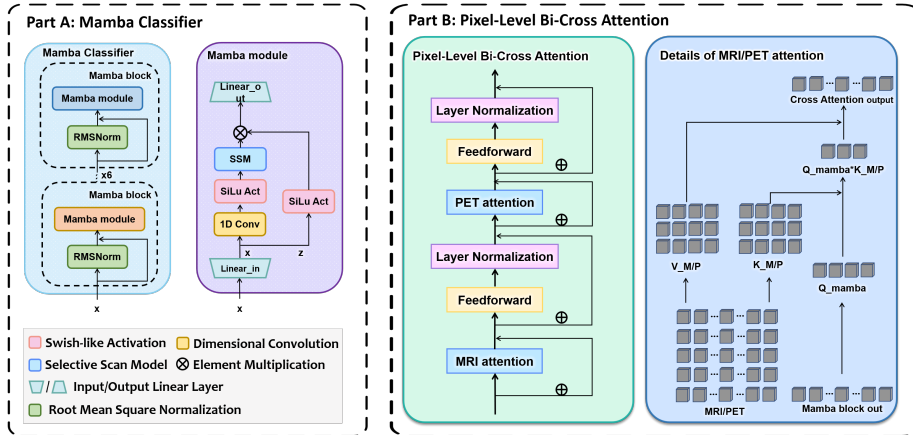 Part A: Mamba Classifier
Mamba Classifier
Mamba block
Mamba module
RMSNorm
x6
Mamba block
Mamba module
RMSNorm
x
Mamba module
Linear_o
ut
SSM
SiLu Act
SiLu Act
1D Conv
x
z
Linear_in
x
Swish-like Activation
Dimensional Convolution
Selective Scan Model
Element Multiplication
/
Input/Output Linear Layer
Root Mean Square Normalization
Part B: Pixel-Level Bi-Cross Attention
Pixel-Level Bi-Cross Attention
Layer Normalization
Feedforward
PET attention
Layer Normalization
Feedforward
MRI attention
Details of MRI/PET attention
Cross Attention output
Q_mamba*K_M/P
V_M/P
K_M/P
Q_mamba
MRI/PET
Mamba block out